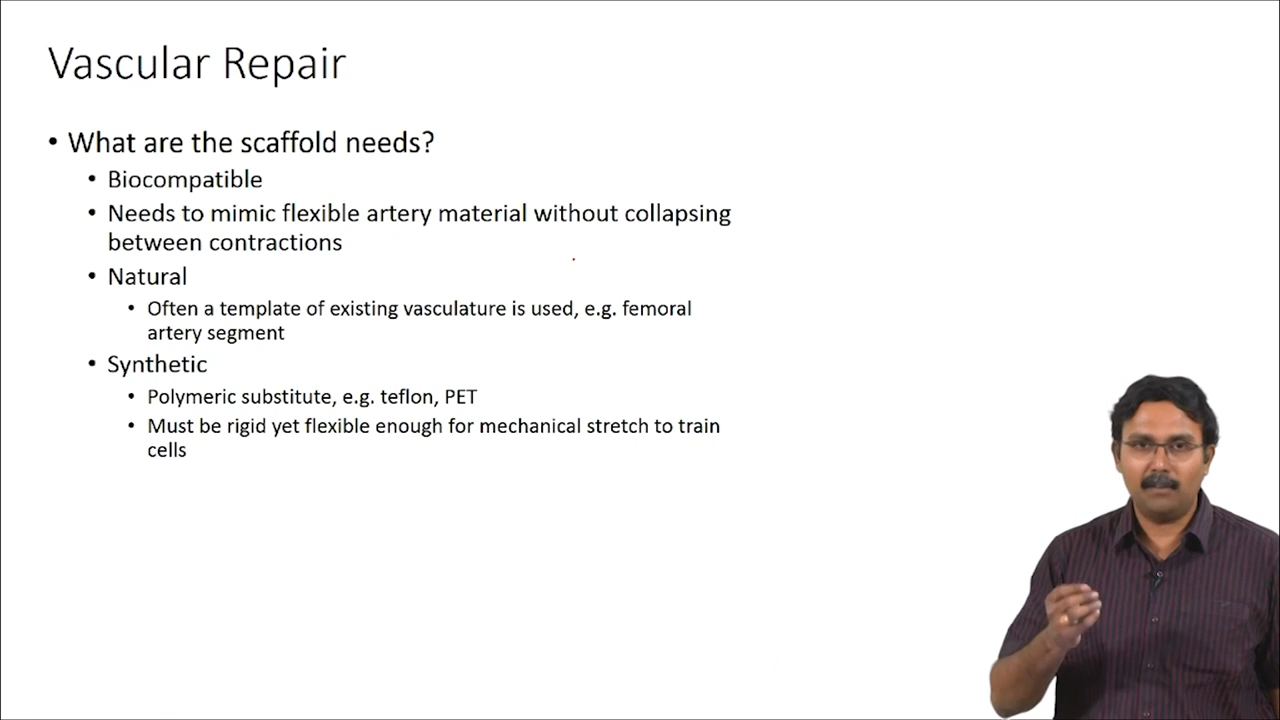 Vascular Repair
• What are the scaffold needs?
• Biocompatible
• Needs to mimic flexible artery material without collapsing
between contractions
• Natural
• Often a template of existing vasculature is used, e.g. femoral
artery segment
• Synthetic
• Polymeric substitute, e.g. teflon, PET
• Must be rigid yet flexible enough for mechanical stretch to train
cells